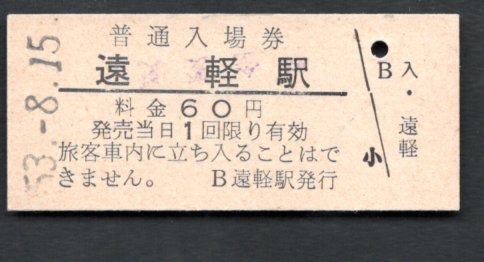 53.-8.15
普通入場券
遠軽駅
料金60円
発売当日1回限り有効
旅客車内に立ち入ることはで
きません。 B遠軽駅発行
小
B
入・遠軽